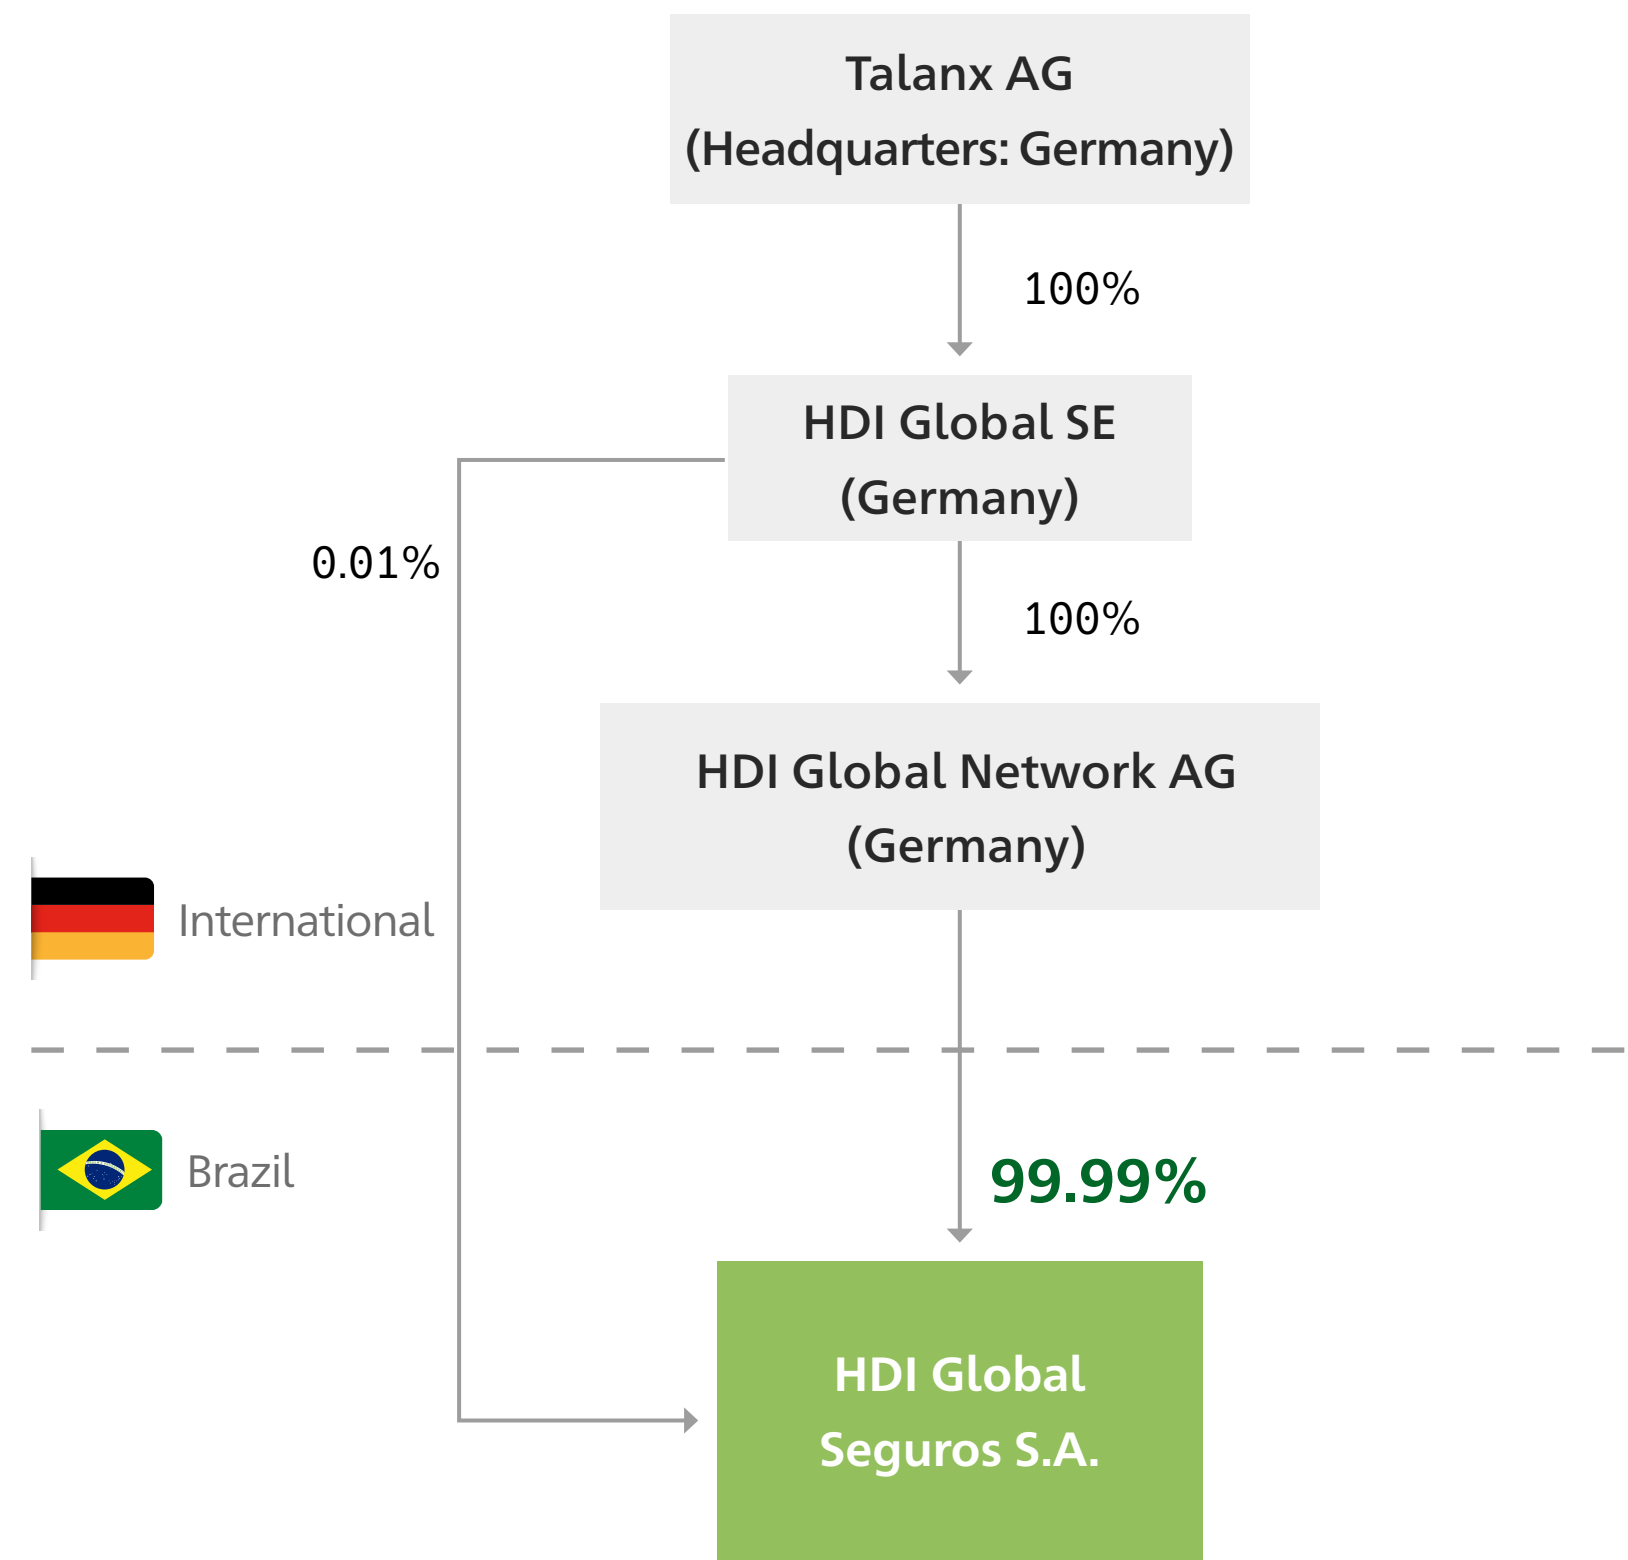 Talanx AG
(Headquarters: Germany)
100%
HDI Global SE
(Germany)
0.01%
100%
HDI Global Network AG
(Germany)
International
Brazil
99.99%
HDI Global
Seguros S.A.